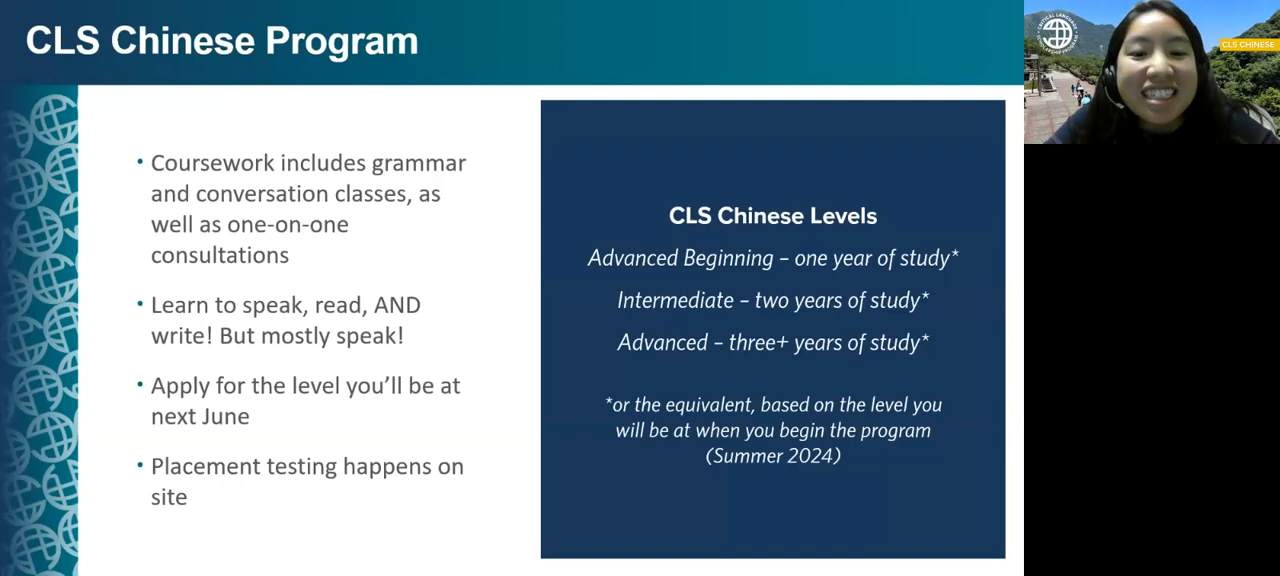 CLS Chinese Program
• Coursework includes grammar
and conversation classes, as
well as one-on-one
consultations
• Learn to speak, read, AND
write! But mostly speak!
• Apply for the level you’ll be at
next June
• Placement testing happens on
site
CLS Chinese Levels
Advanced Beginning – one year of study*
Intermediate – two years of study*
Advanced – three+ years of study*
*or the equivalent, based on the level you
will be at when you begin the program
(Summer 2024)
CRITICAL LANGUAGE
SCHOLARSHIP PROGRAM
CLS CHINESE